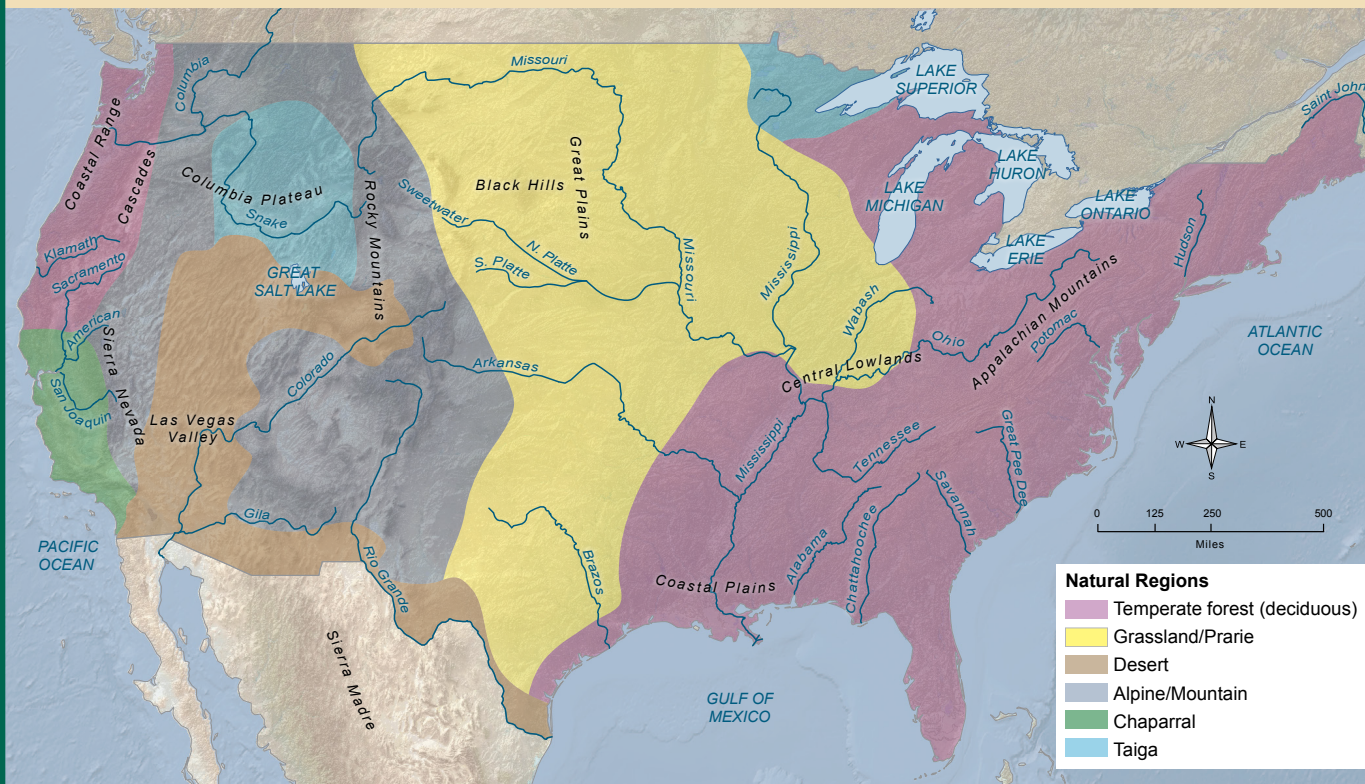 Columbia
Missouri
LAKE
SUPERIOR
Saint John
Coastal Range
Cascades
Columbia Plateau
Snake
Rocky Mountains
Sweetwater
Black Hills
Great Plains
LAKE
HURON
LAKE
MICHIGAN
LAKE
ONTARIO
LAKE
ERIE
Hudson
Klamath
Sacramento
GREAT
SALT LAKE
N. Platte
S. Platte
Missouri
Mississippi
Wabash
Ohio
Appalachian Mountains
Potomac
ATLANTIC
OCEAN
American
Sierra Nevada
San Joaquin
Colorado
Arkansas
Central Lowlands
Las Vegas
Valley
Mississippi
Tennessee
Great Pee Dee
Savannah
N
W
E
S
Gila
PACIFIC
OCEAN
Rio Grande
Brazos
Coastal Plains
Alabama
Chattahoochee
0
125
250
500
Miles
Sierra Madre
GULF OF
MEXICO
Natural Regions
Temperate forest (deciduous)
Grassland/Prarie
Desert
Alpine/Mountain
Chaparral
Taiga